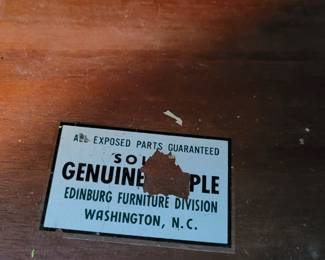 ALL EXPOSED PARTS GUARANTEED
SOL
GENUINE PLE
EDINBURG FURNITURE DIVISION
WASHINGTON, N.C.